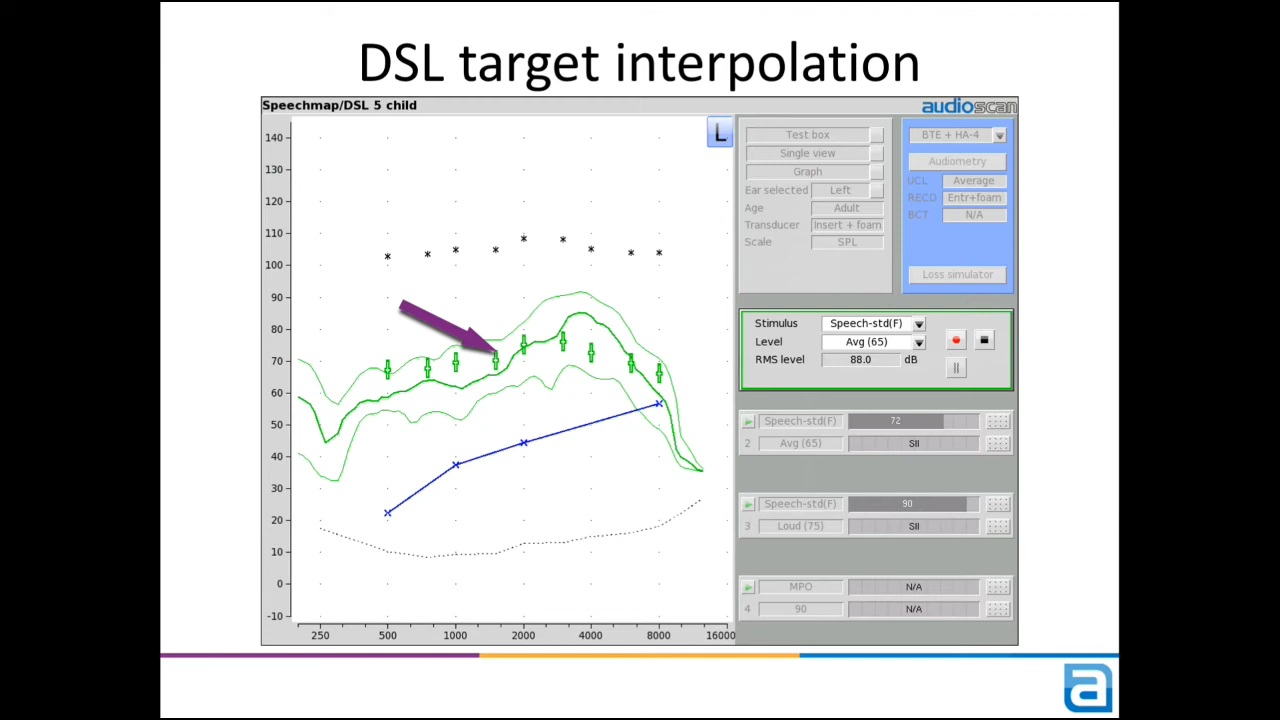 DSL target interpolation
Speechmap/DSL 5 child
audioscan
140
130
120
110
100
90
80
70
60
50
40
30
20
10
0
-10
250 500 1000 2000 4000 8000 16000
L
Test box
Single view
Graph
Ear selected Left
Age Adult
Transducer Insert + foam
Scale SPL
BTE + HA-4
Audiometry
UCL Average
RECD Entr+foam
BCT N/A
Loss simulator
Stimulus Speech-std(F)
Level Avg (65)
RMS level 88.0 dB
Speech-std(F) 72
2 Avg (65) SII
Speech-std(F) 90
3 Loud (75) SII
MPO N/A
4 90 N/A
a